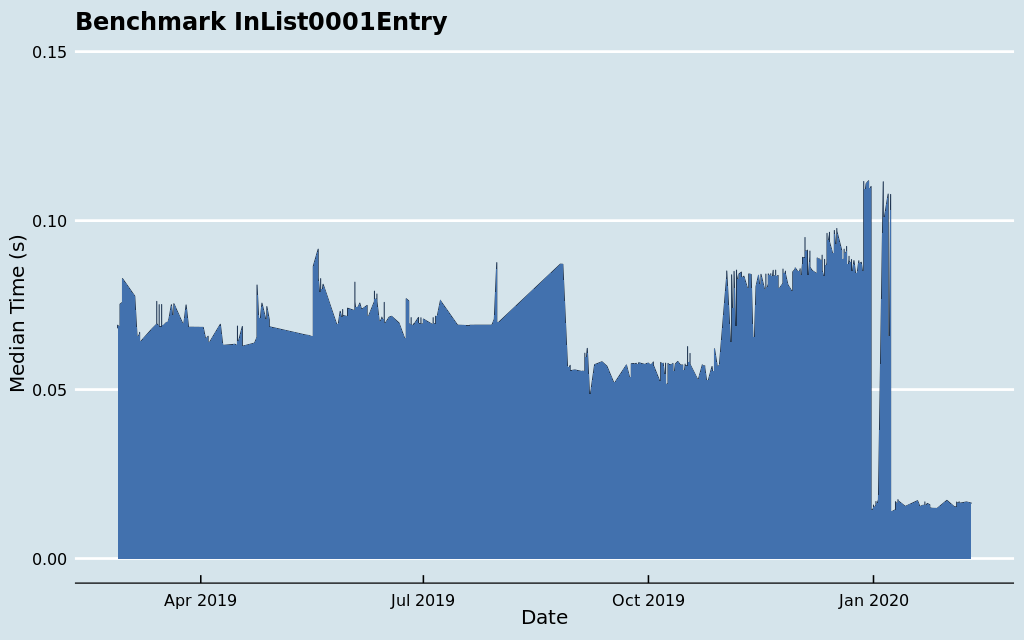 Benchmark InList0001Entry
0.15
0.10
0.05
0.00
Median Time (s)
Apr 2019
Jul 2019
Oct 2019
Jan 2020
Date